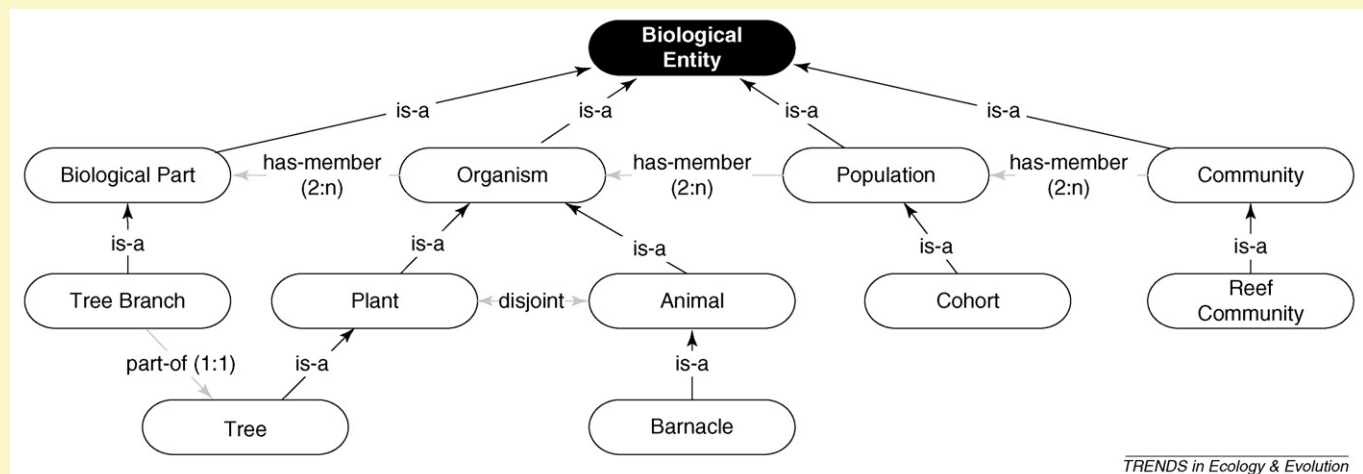 Biological
Entity
is-a
is-a
is-a
is-a
Biological Part
has-member
(2:n)
Organism
has-member
(2:n)
Population
has-member
(2:n)
Community
is-a
is-a
is-a
is-a
is-a
Tree Branch
Plant
disjoint
Animal
Cohort
Reef
Community
part-of (1:1)
is-a
is-a
Tree
Barnacle
TRENDS in Ecology & Evolution